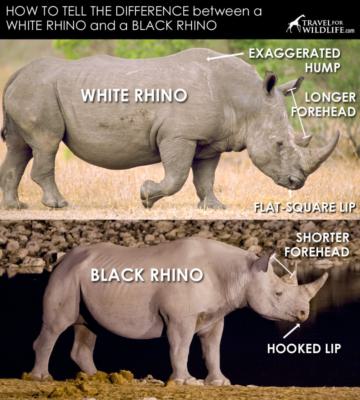 HOW TO TELL THE DIFFERENCE between a
WHITE RHINO and a BLACK RHINO
TRAVEL FOR
WILDLIFE.com
EXAGGERATED
HUMP
WHITE RHINO
LONGER
FOREHEAD
FLAT-SQUARE LIP
SHORTER
FOREHEAD
BLACK RHINO
HOOKED LIP